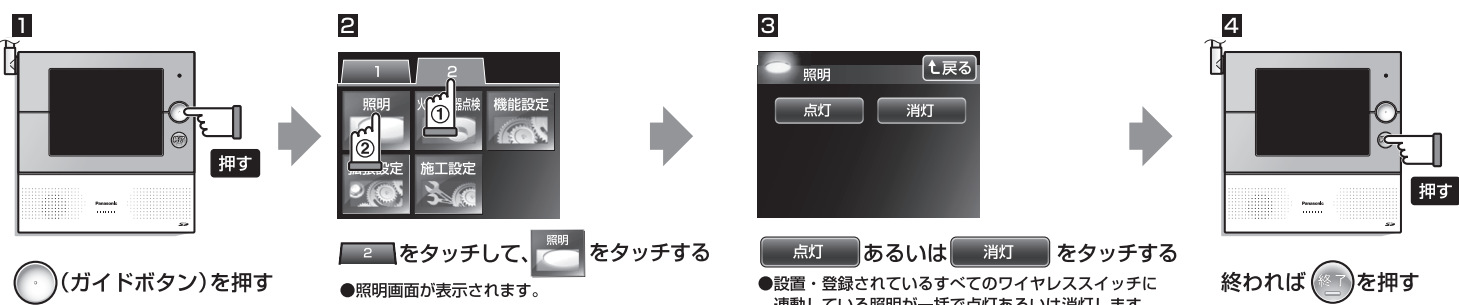 1
押す
Panasonic
(ガイドボタン)を押す
2
1 2
照明 機能設定
① ②
施工設定
2 をタッチして、 照明 をタッチする
●照明画面が表示されます。
3
照明 戻る
点灯 消灯
点灯 あるいは 消灯 をタッチする
●設置・登録されているすべてのワイヤレススイッチに
連動している照明が一括で点灯あるいは消灯します
4
押す
Panasonic
終われば 終了 を押す